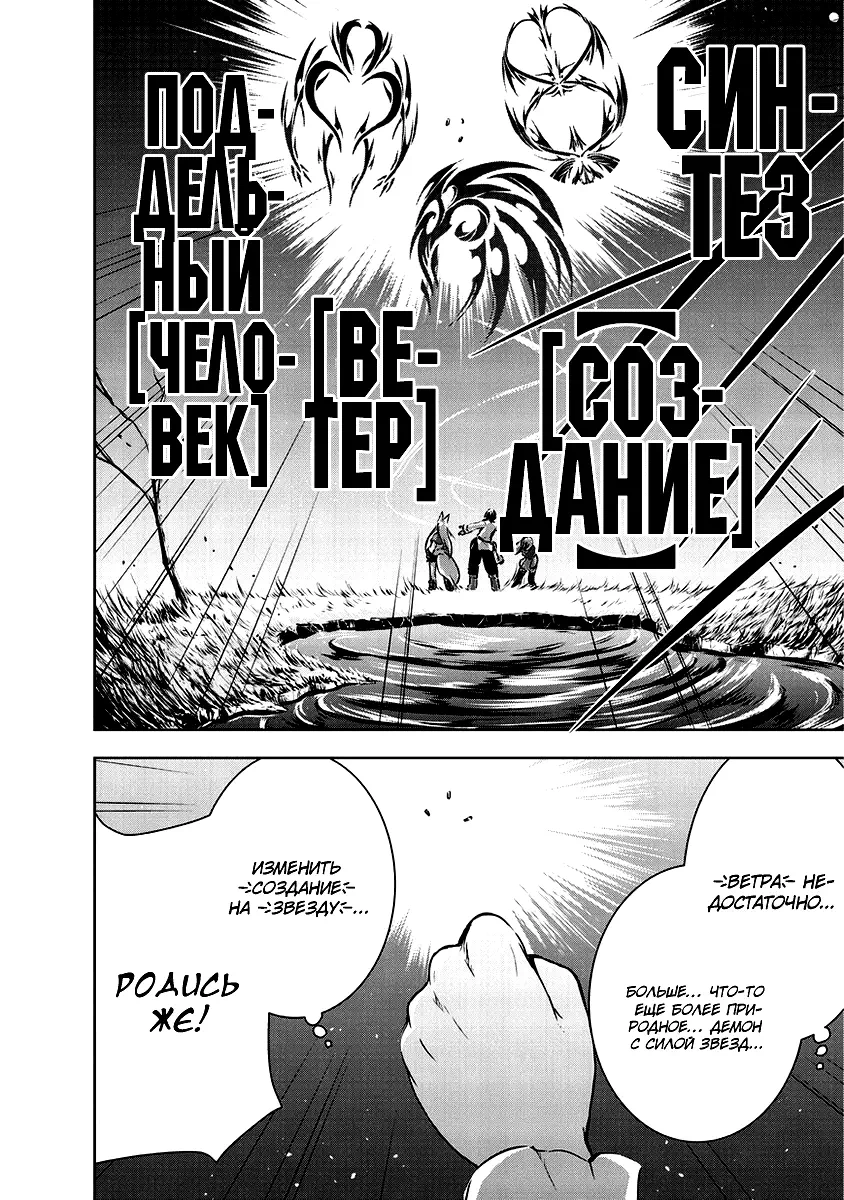 СИН-
ТЕЗ
[СОЗ-
ДАНИЕ]
[ВЕ-
ТЕР]
ПОД-
ДЕЛЬ-
НЫЙ
[ЧЕЛО-
ВЕК]
-ВЕТРА- НЕ-
ДОСТАТОЧНО...
БОЛЬШЕ... ЧТО-ТО
ЕЩЕ БОЛЕЕ ПРИ-
РОДНОЕ... ДЕМОН
С СИЛОЙ ЗВЕЗД...
ИЗМЕНИТЬ
-СОЗДАНИЕ-
НА -ЗВЕЗДУ-...
РОДИСЬ
ЖЕ!